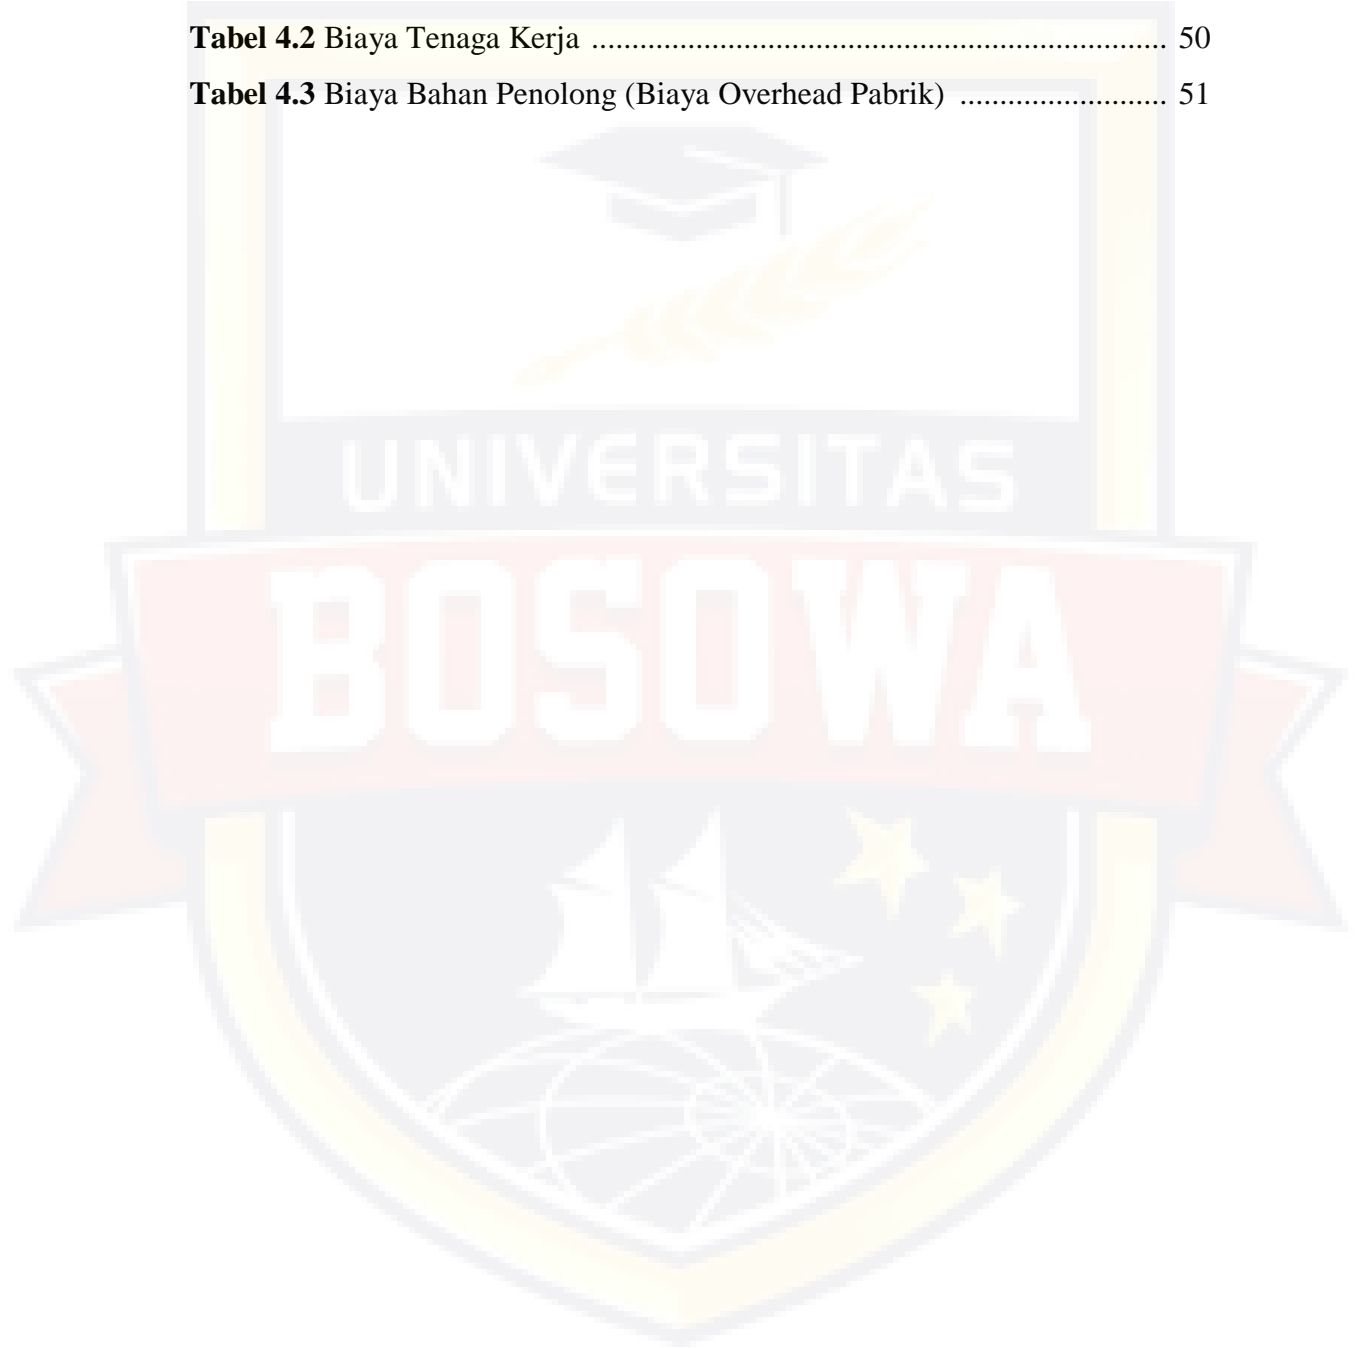 Tabel 4.2 Biaya Tenaga Kerja ....................................................................... 50
Tabel 4.3 Biaya Bahan Penolong (Biaya Overhead Pabrik) .......................... 51
UNIVERSITAS
BOSOWA